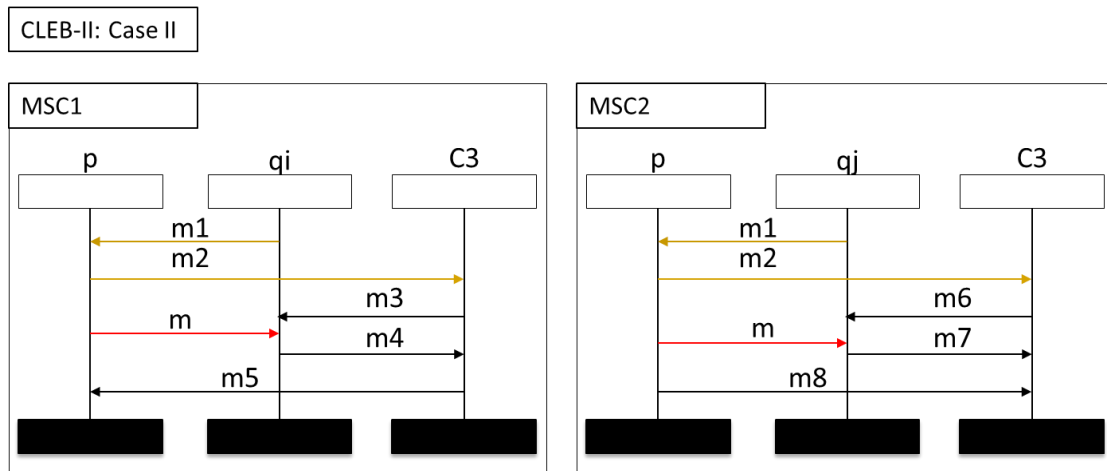 CLEB-II: Case II
MSC1
p qi C3
m1
m2
m3
m
m4
m5
MSC2
p qj C3
m1
m2
m6
m
m7
m8